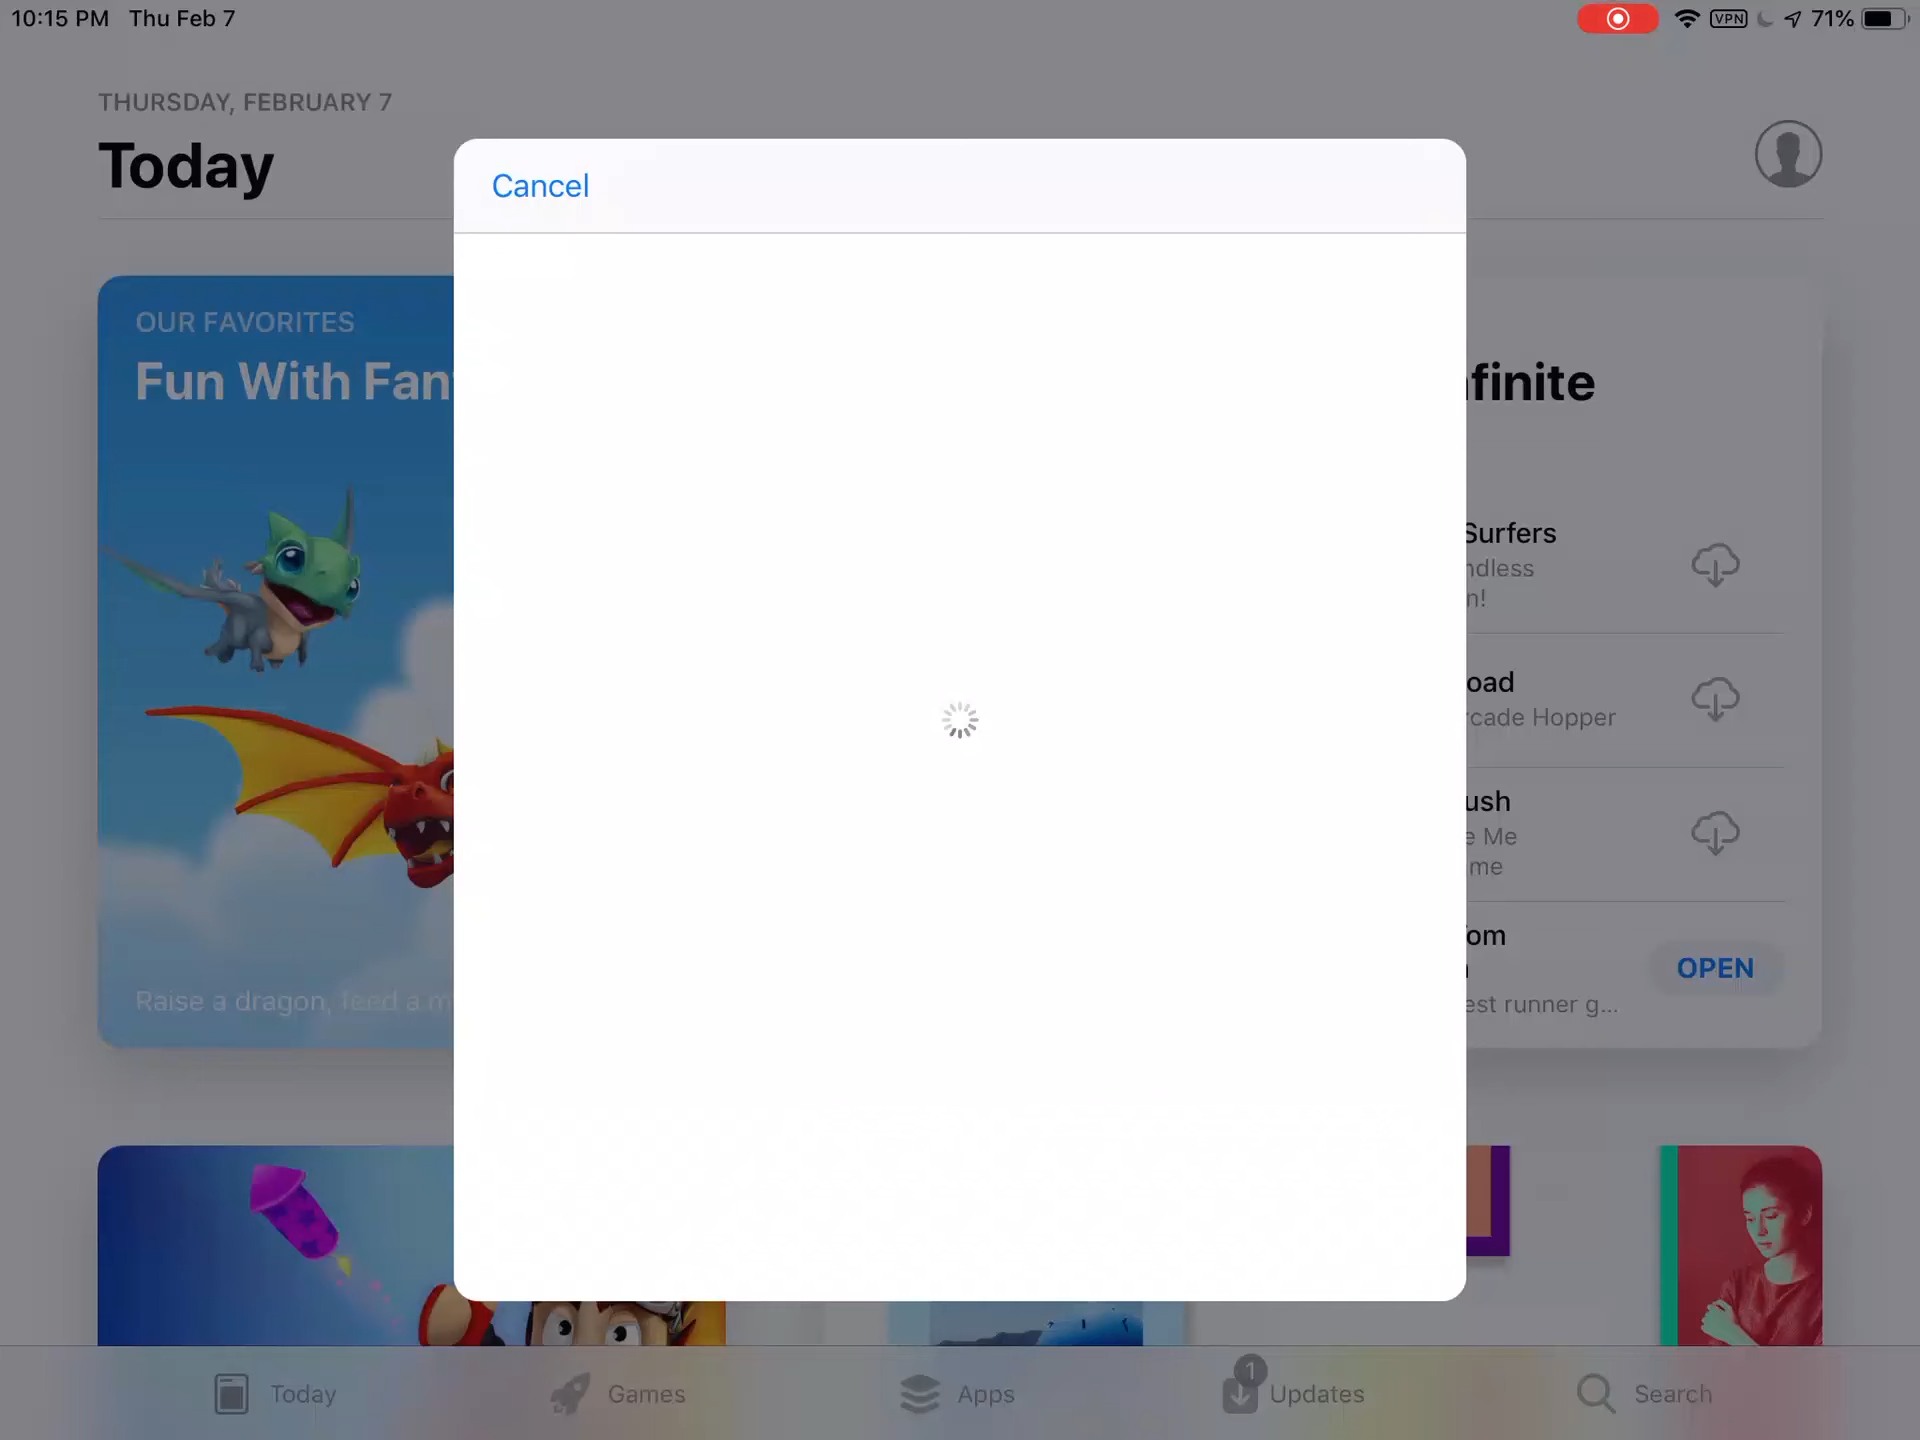 10:15 PM Thu Feb 7
VPN 71%
THURSDAY, FEBRUARY 7
Today
Cancel
OUR FAVORITES
Fun With Fan
finite
Surfers
ndless
n!
oad
rcade Hopper
ush
e Me
me
om
OPEN
est runner g...
Raise a dragon, feed a m
Today
Games
Apps
1
Updates
Search